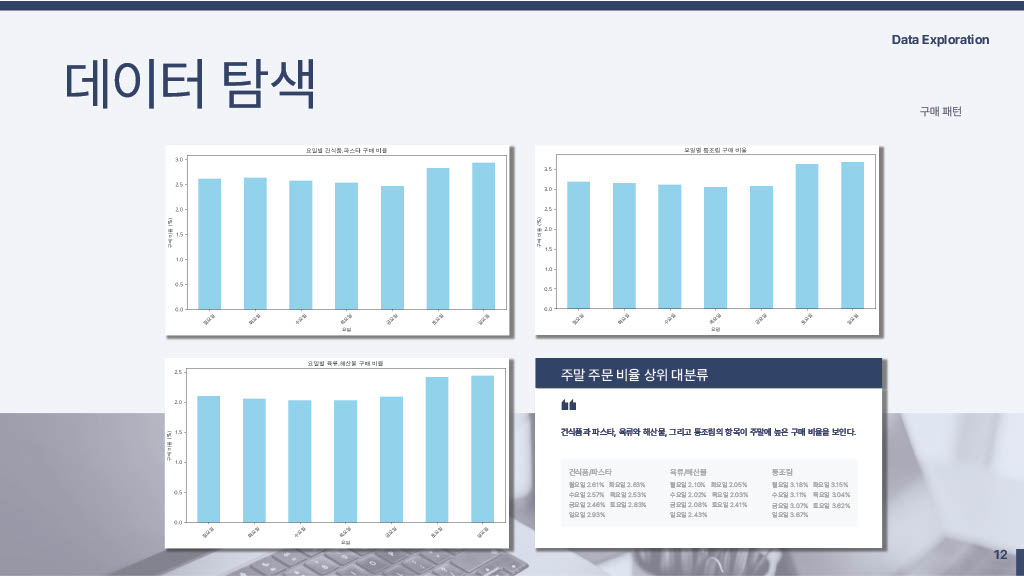 Data Exploration
데이터 탐색
구매 패턴
요일별 건식품,파스타 구매 비율
3.0
2.5
2.0
1.5
1.0
0.5
0.0
구매 비율 (%)
월요일 화요일 수요일 목요일 금요일 토요일 일요일
요일
요일별 통조림 구매 비율
3.5
3.0
2.5
2.0
1.5
1.0
0.5
0.0
구매 비율 (%)
월요일 화요일 수요일 목요일 금요일 토요일 일요일
요일
요일별 육류,해산물 구매 비율
2.5
2.0
1.5
1.0
0.5
0.0
구매 비율 (%)
월요일 화요일 수요일 목요일 금요일 토요일 일요일
요일
주말 주문 비율 상위 대분류
❝
건식품과 파스타, 육류와 해산물, 그리고 통조림의 항목이 주말에 높은 구매 비율을 보인다.
건식품/파스타
월요일 2.61% 화요일 2.63%
수요일 2.57% 목요일 2.53%
금요일 2.46% 토요일 2.83%
일요일 2.93%
육류/해산물
월요일 2.10% 화요일 2.05%
수요일 2.02% 목요일 2.03%
금요일 2.08% 토요일 2.41%
일요일 2.43%
통조림
월요일 3.18% 화요일 3.15%
수요일 3.11% 목요일 3.04%
금요일 3.07% 토요일 3.62%
일요일 3.67%
12